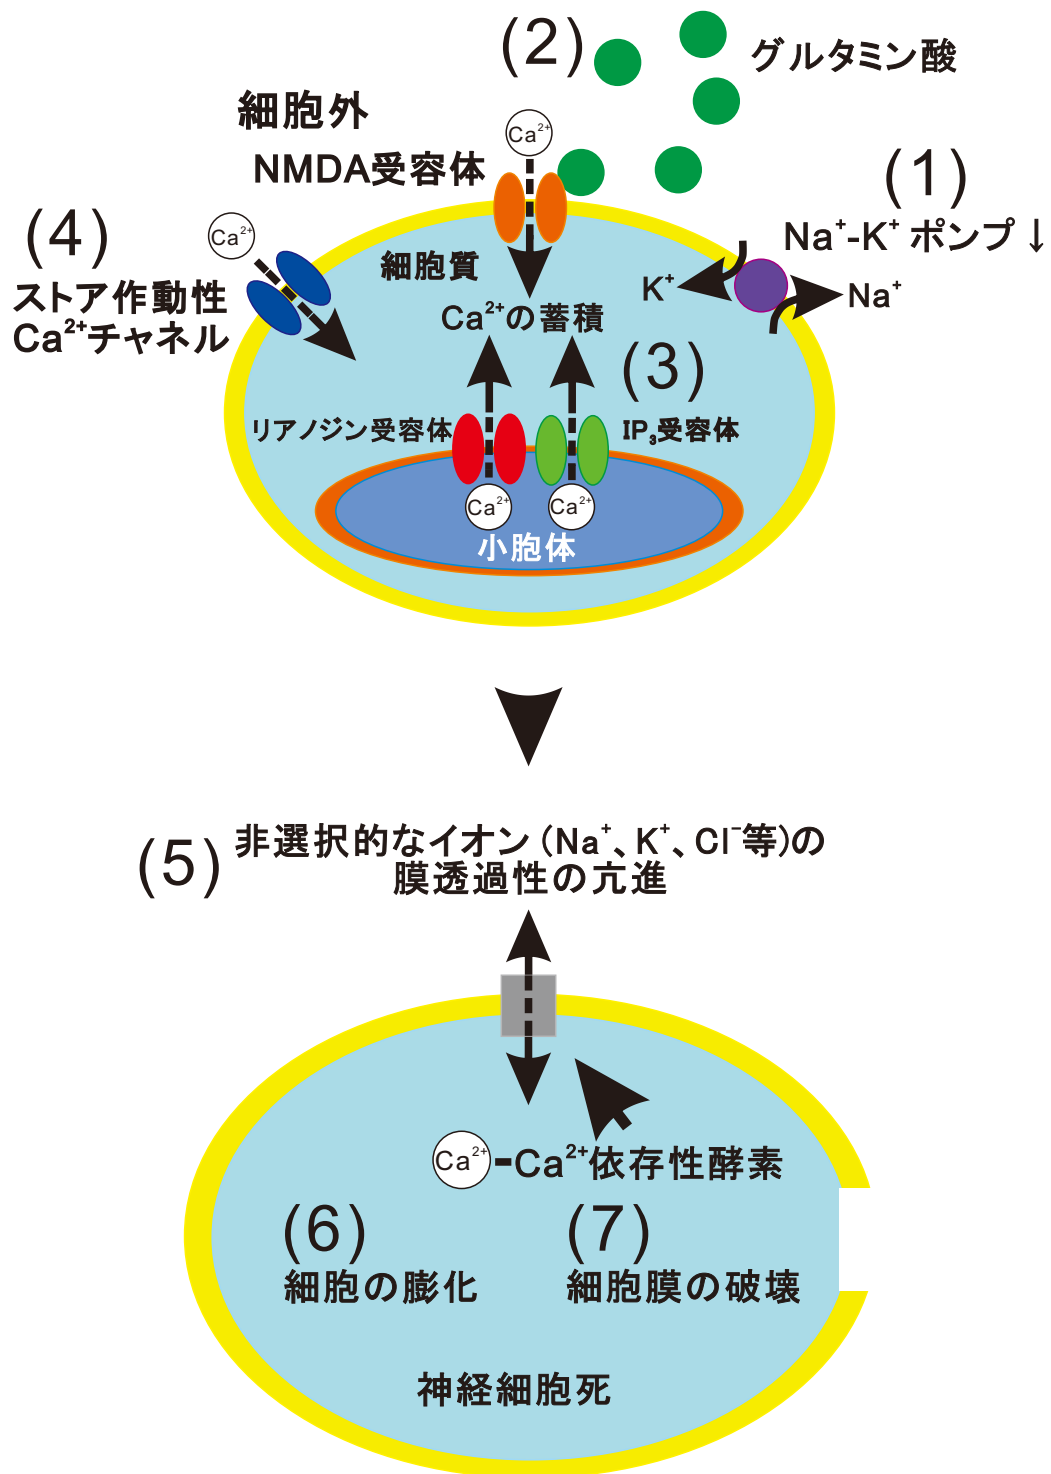 (2)
グルタミン酸
細胞外
Ca²⁺
NMDA受容体
(1)
Na⁺-K⁺ ポンプ↓
(4)
Ca²⁺
ストア作動性
Ca²⁺チャネル
細胞質
K⁺
Na⁺
Ca²⁺の蓄積
(3)
リアノジン受容体
IP₃受容体
Ca²⁺
Ca²⁺
小胞体
(5)
非選択的なイオン(Na⁺、K⁺、Cl⁻等)の
膜透過性の亢進
Ca²⁺
-Ca²⁺依存性酵素
(6)
細胞の膨化
(7)
細胞膜の破壊
神経細胞死